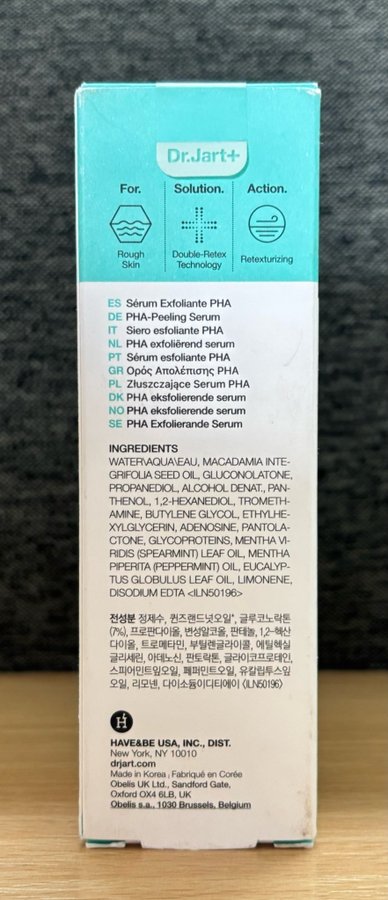 Dr.Jart+
For. Solution. Action.
Rough Double-Retex Retexturizing
Skin Technology
ES Sérum Exfoliante PHA
DE PHA-Peeling Serum
IT Siero esfoliante PHA
NL PHA exfoliërend serum
PT Sérum esfoliante PHA
GR Ορός Απολέπισης PHA
PL Złuszczające Serum PHA
DK PHA eksfolierende serum
NO PHA eksfolierende serum
SE PHA Exfolierande Serum
INGREDIENTS
WATER\AQUA\EAU, MACADAMIA INTE-
GRIFOLIA SEED OIL, GLUCONOLATONE,
PROPANEDIOL, ALCOHOL DENAT., PAN-
THENOL, 1,2-HEXANEDIOL, TROMETH-
AMINE, BUTYLENE GLYCOL, ETHYLHE-
XYLGLYCERIN, ADENOSINE, PANTOLA-
CTONE, GLYCOPROTEINS, MENTHA VI-
RIDIS (SPEARMINT) LEAF OIL, MENTHA
PIPERITA (PEPPERMINT) OIL, EUCALYP-
TUS GLOBULUS LEAF OIL, LIMONENE,
DISODIUM EDTA <ILN50196>
전성분 정제수, 퀸즈랜드넛오일*, 글루코노락톤
(7%), 프로판다이올, 변성알코올, 판테놀, 1,2-헥산
다이올, 트로메타민, 부틸렌글라이콜, 에틸헥실
글리세린, 아데노신, 판토락톤, 글라이코프로테인,
스피어민트잎오일, 페퍼민트오일, 유칼립투스잎
오일, 리모넨, 다이소듐이디티에이 <ILN50196>
H
HAVE&BE USA, INC., DIST.
New York, NY 10010
drjart.com
Made in Korea / Fabriqué en Corée
Obelis UK Ltd., Sandford Gate,
Oxford OX4 6LB, UK
Obelis s.a., 1030 Brussels, Belgium